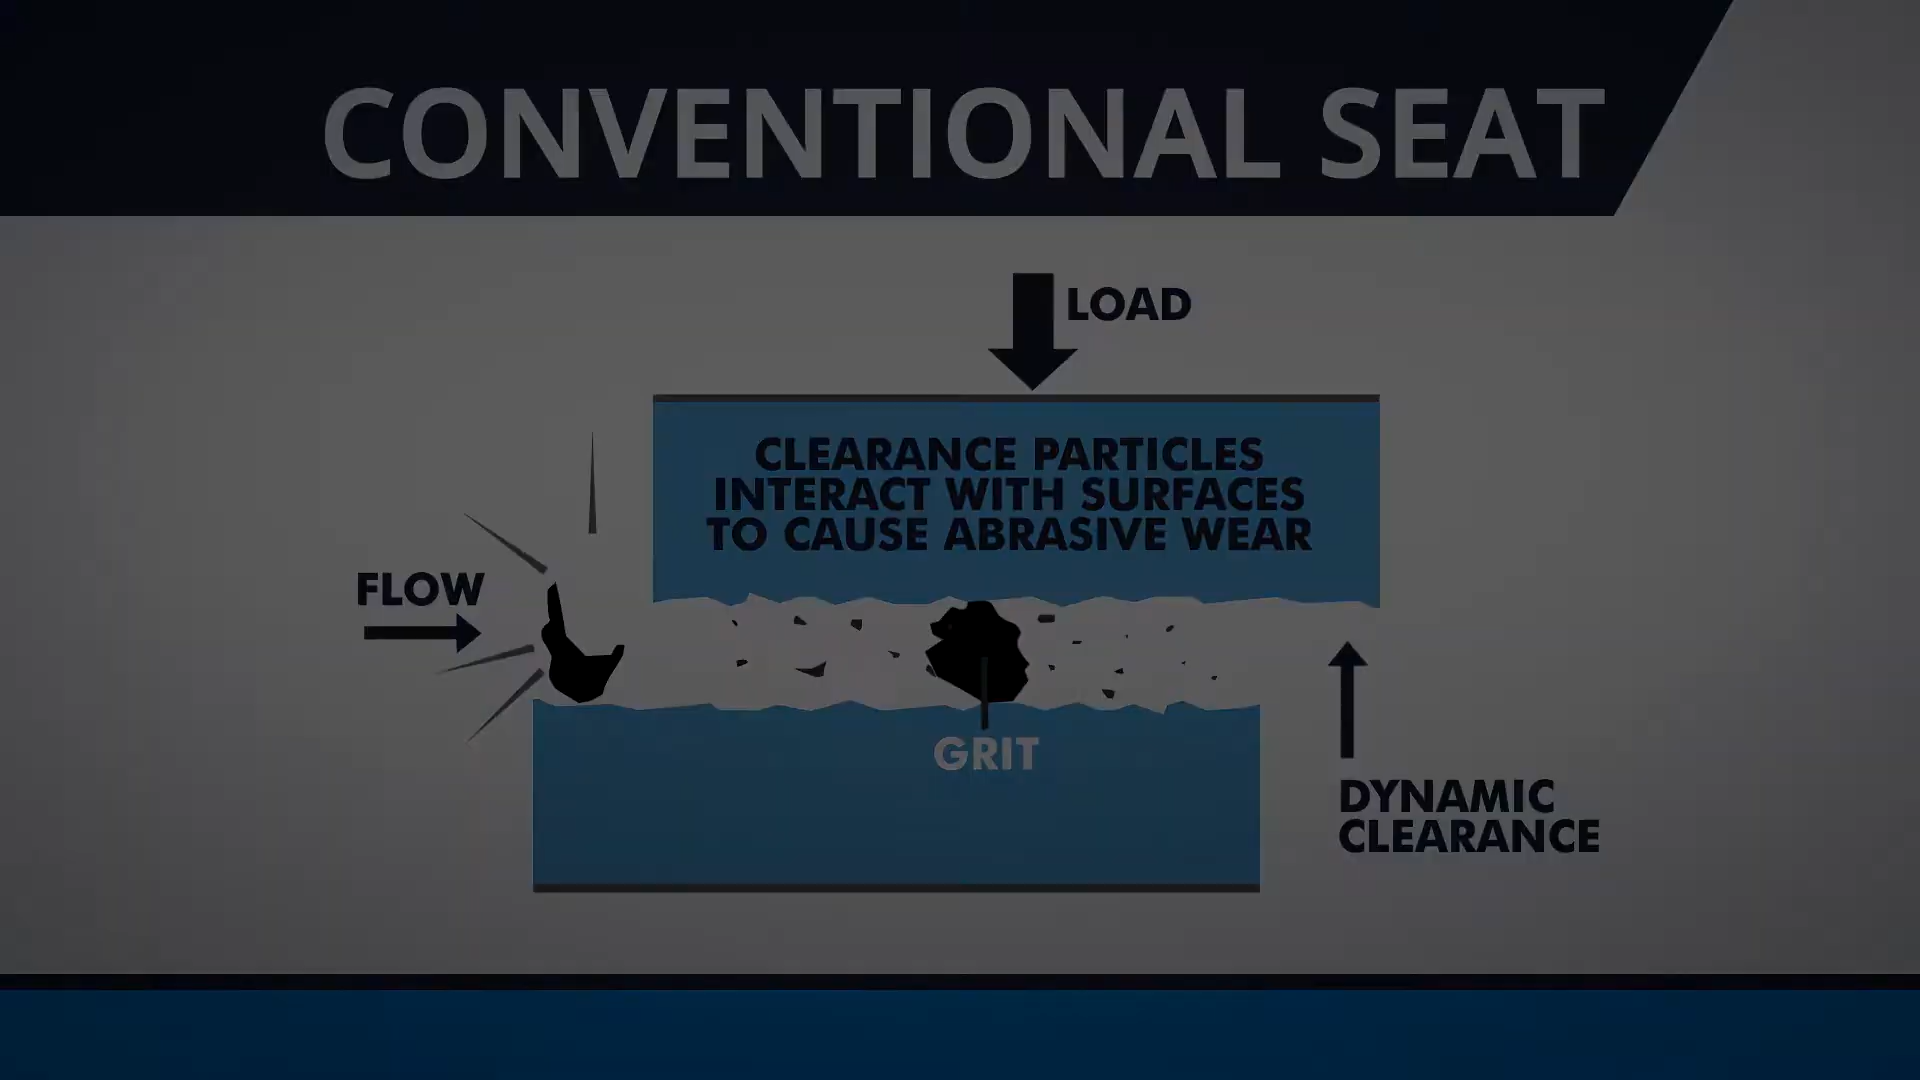 CONVENTIONAL SEAT
LOAD
CLEARANCE PARTICLES
INTERACT WITH SURFACES
TO CAUSE ABRASIVE WEAR
FLOW
GRIT
DYNAMIC
CLEARANCE